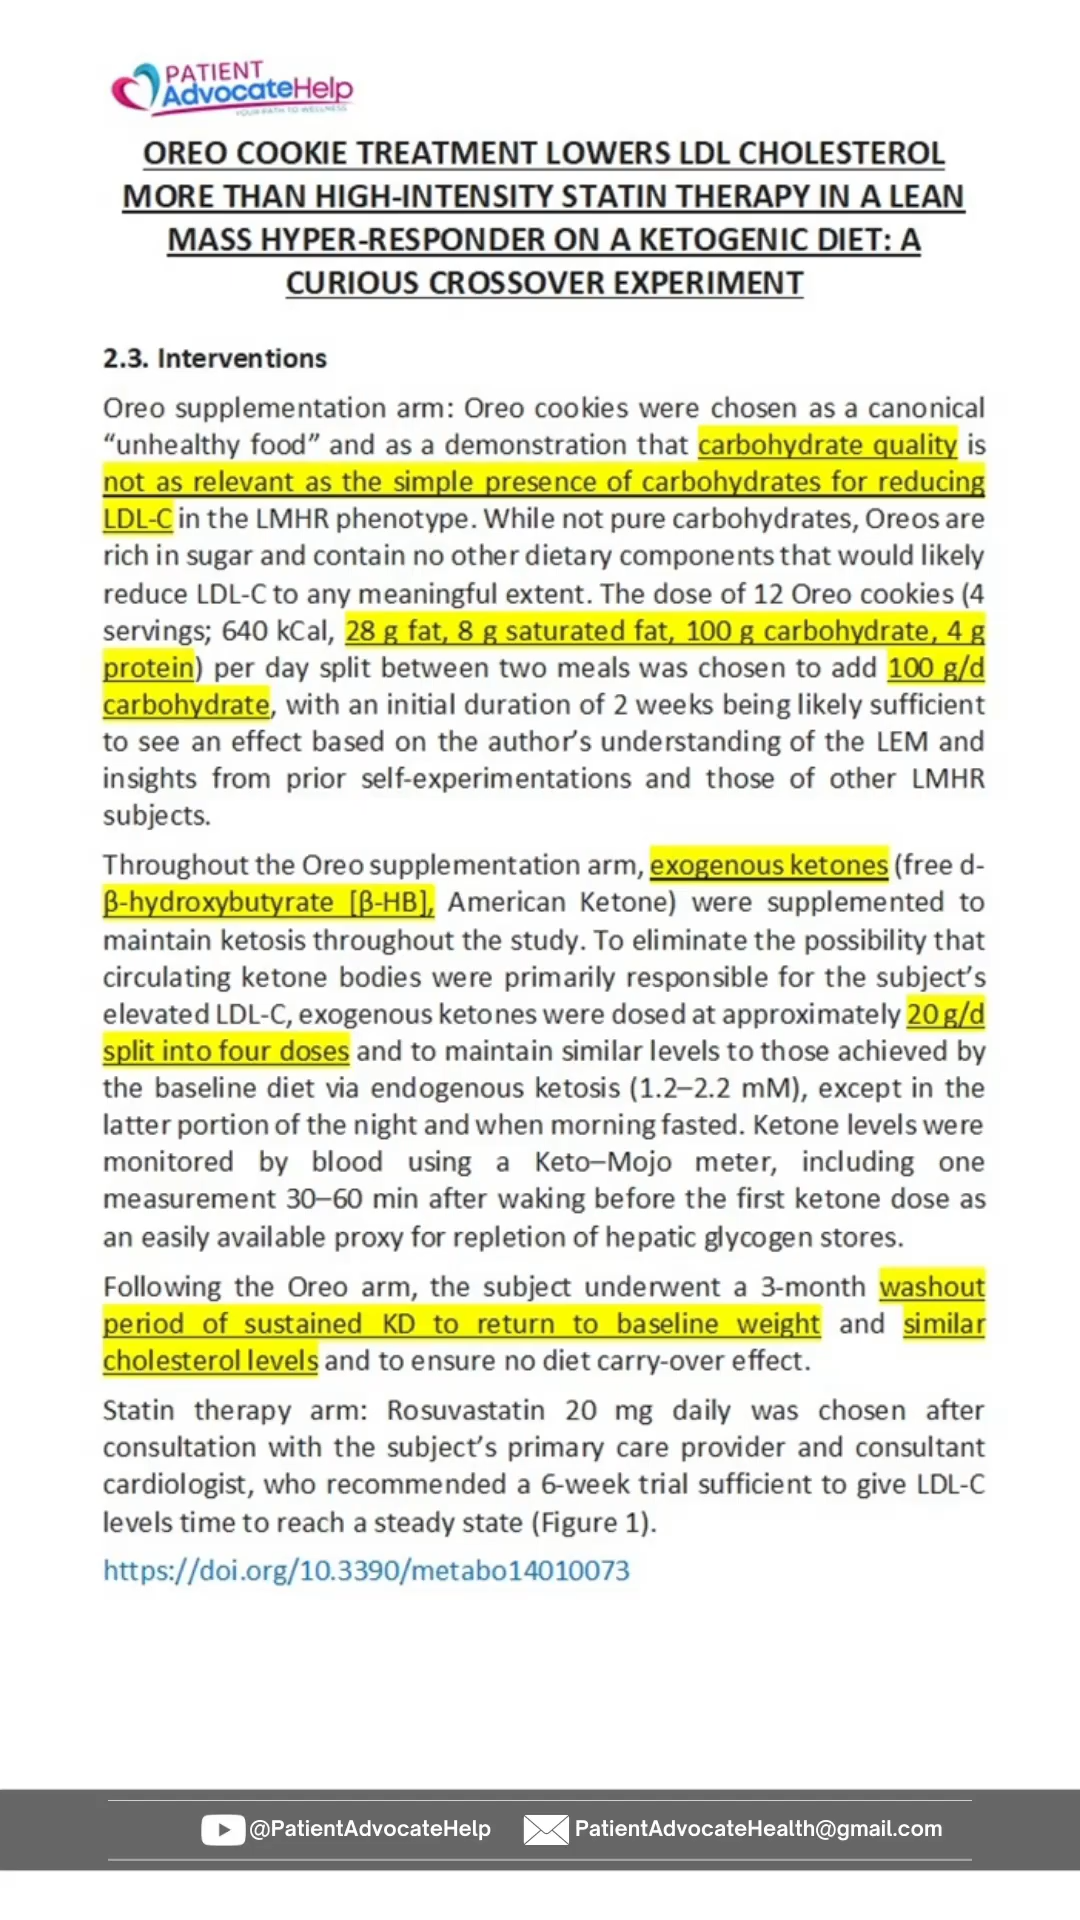 PATIENT
AdvocateHelp
YOUR PATH TO WELLNESS
OREO COOKIE TREATMENT LOWERS LDL CHOLESTEROL
MORE THAN HIGH-INTENSITY STATIN THERAPY IN A LEAN
MASS HYPER-RESPONDER ON A KETOGENIC DIET: A
CURIOUS CROSSOVER EXPERIMENT
2.3. Interventions
Oreo supplementation arm: Oreo cookies were chosen as a canonical
“unhealthy food” and as a demonstration that carbohydrate quality is
not as relevant as the simple presence of carbohydrates for reducing
LDL-C in the LMHR phenotype. While not pure carbohydrates, Oreos are
rich in sugar and contain no other dietary components that would likely
reduce LDL-C to any meaningful extent. The dose of 12 Oreo cookies (4
servings; 640 kCal, 28 g fat, 8 g saturated fat, 100 g carbohydrate, 4 g
protein) per day split between two meals was chosen to add 100 g/d
carbohydrate, with an initial duration of 2 weeks being likely sufficient
to see an effect based on the author’s understanding of the LEM and
insights from prior self-experimentations and those of other LMHR
subjects.
Throughout the Oreo supplementation arm, exogenous ketones (free d-
β-hydroxybutyrate [β-HB], American Ketone) were supplemented to
maintain ketosis throughout the study. To eliminate the possibility that
circulating ketone bodies were primarily responsible for the subject’s
elevated LDL-C, exogenous ketones were dosed at approximately 20 g/d
split into four doses and to maintain similar levels to those achieved by
the baseline diet via endogenous ketosis (1.2–2.2 mM), except in the
latter portion of the night and when morning fasted. Ketone levels were
monitored by blood using a Keto–Mojo meter, including one
measurement 30–60 min after waking before the first ketone dose as
an easily available proxy for repletion of hepatic glycogen stores.
Following the Oreo arm, the subject underwent a 3-month washout
period of sustained KD to return to baseline weight and similar
cholesterol levels and to ensure no diet carry-over effect.
Statin therapy arm: Rosuvastatin 20 mg daily was chosen after
consultation with the subject’s primary care provider and consultant
cardiologist, who recommended a 6-week trial sufficient to give LDL-C
levels time to reach a steady state (Figure 1).
https://doi.org/10.3390/metabo14010073
@PatientAdvocateHelp PatientAdvocateHealth@gmail.com